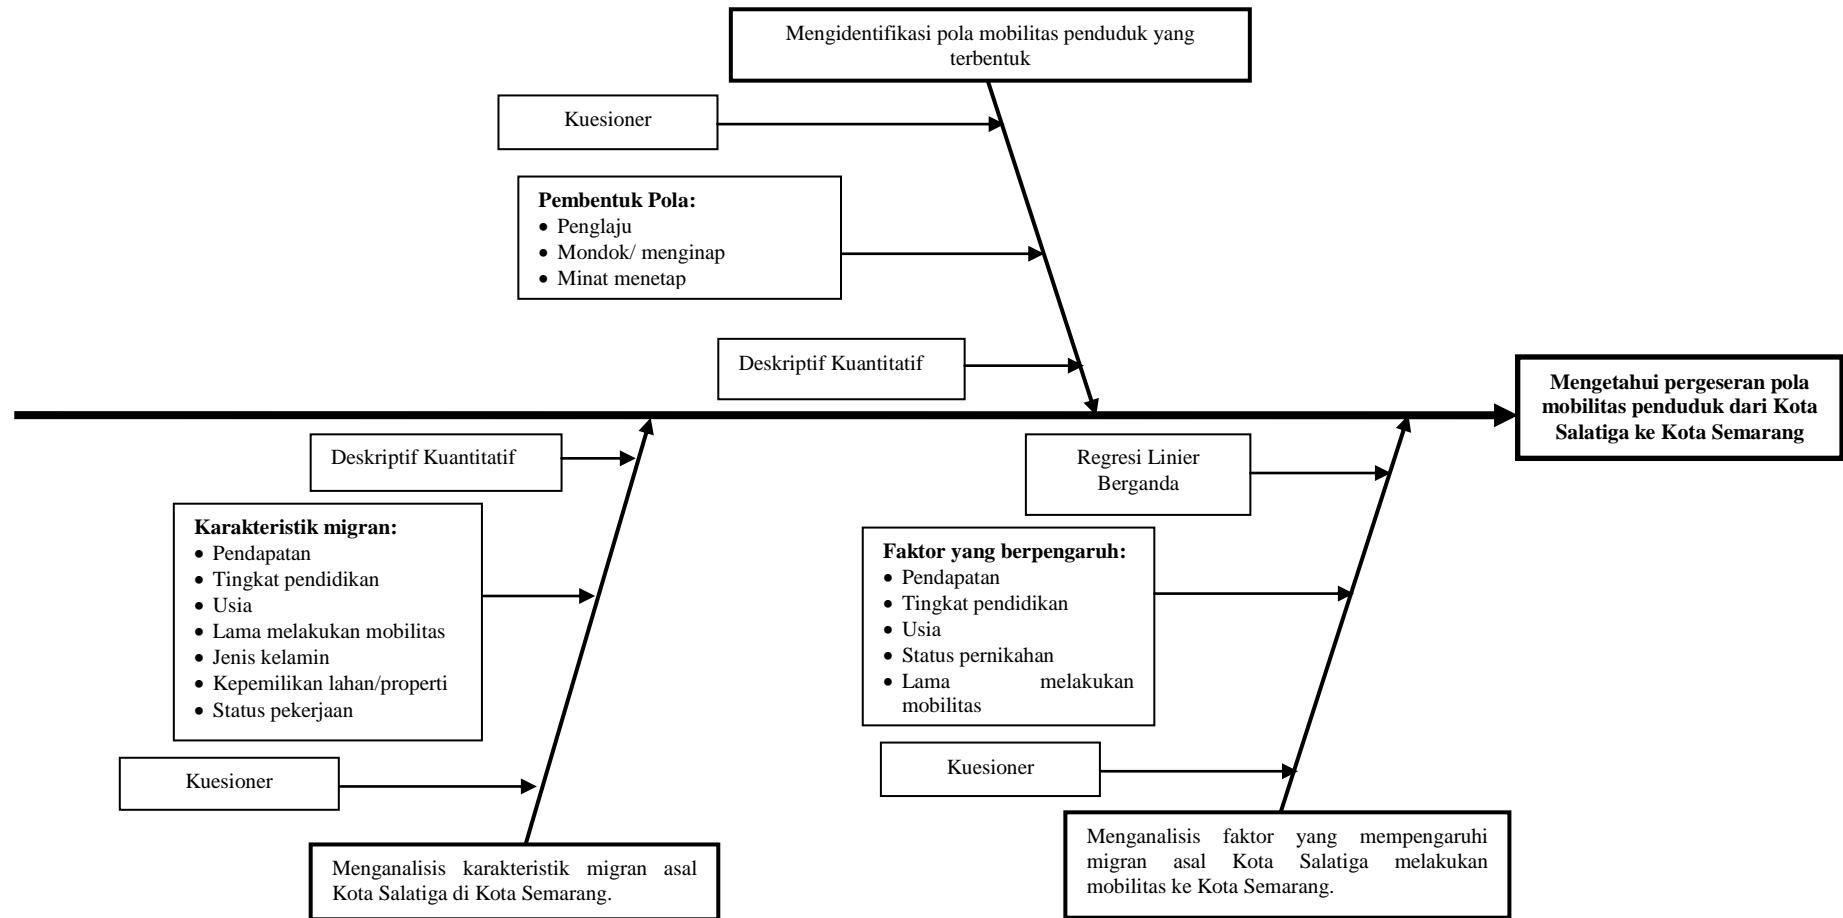 Mengidentifikasi pola mobilitas penduduk yang
terbentuk
Kuesioner
Pembentuk Pola:
• Penglaju
• Mondok/ menginap
• Minat menetap
Deskriptif Kuantitatif
Mengetahui pergeseran pola
mobilitas penduduk dari Kota
Salatiga ke Kota Semarang
Deskriptif Kuantitatif
Karakteristik migran:
• Pendapatan
• Tingkat pendidikan
• Usia
• Lama melakukan mobilitas
• Jenis kelamin
• Kepemilikan lahan/properti
• Status pekerjaan
Kuesioner
Menganalisis karakteristik migran asal
Kota Salatiga di Kota Semarang.
Regresi Linier
Berganda
Faktor yang berpengaruh:
• Pendapatan
• Tingkat pendidikan
• Usia
• Status pernikahan
• Lama melakukan
mobilitas
Kuesioner
Menganalisis faktor yang mempengaruhi
migran asal Kota Salatiga melakukan
mobilitas ke Kota Semarang.